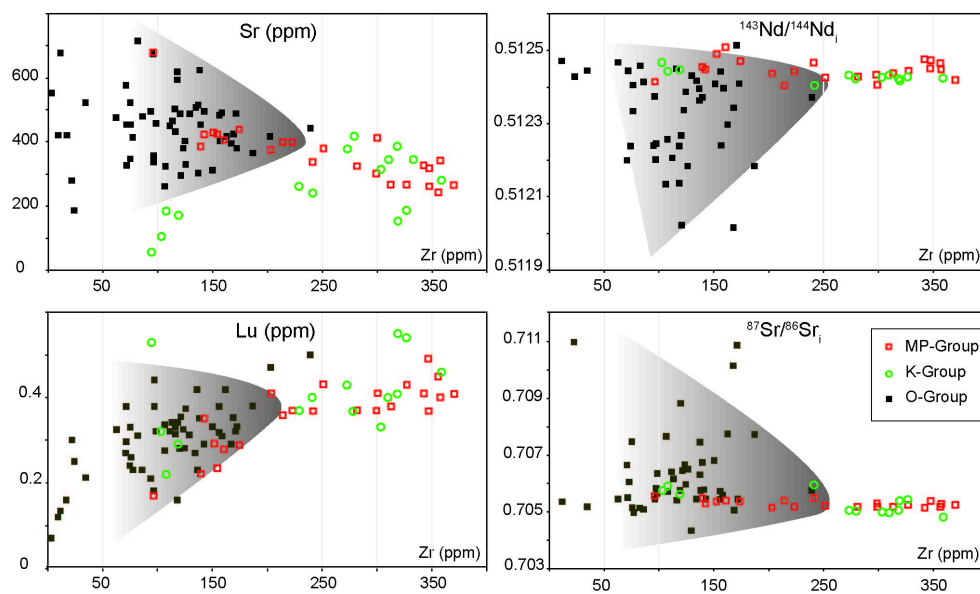 Sr (ppm)
600
400
200
0
Zr (ppm)
50
150
250
350
¹⁴³Nd/¹⁴⁴Ndᵢ
0.5125
0.5123
0.5121
0.5119
Zr (ppm)
50
150
250
350
Lu (ppm)
0.4
0.2
0
Zr (ppm)
50
150
250
350
⁸⁷Sr/⁸⁶Srᵢ
0.711
0.709
0.707
0.705
0.703
MP-Group
K-Group
O-Group
Zr (ppm)
50
150
250
350